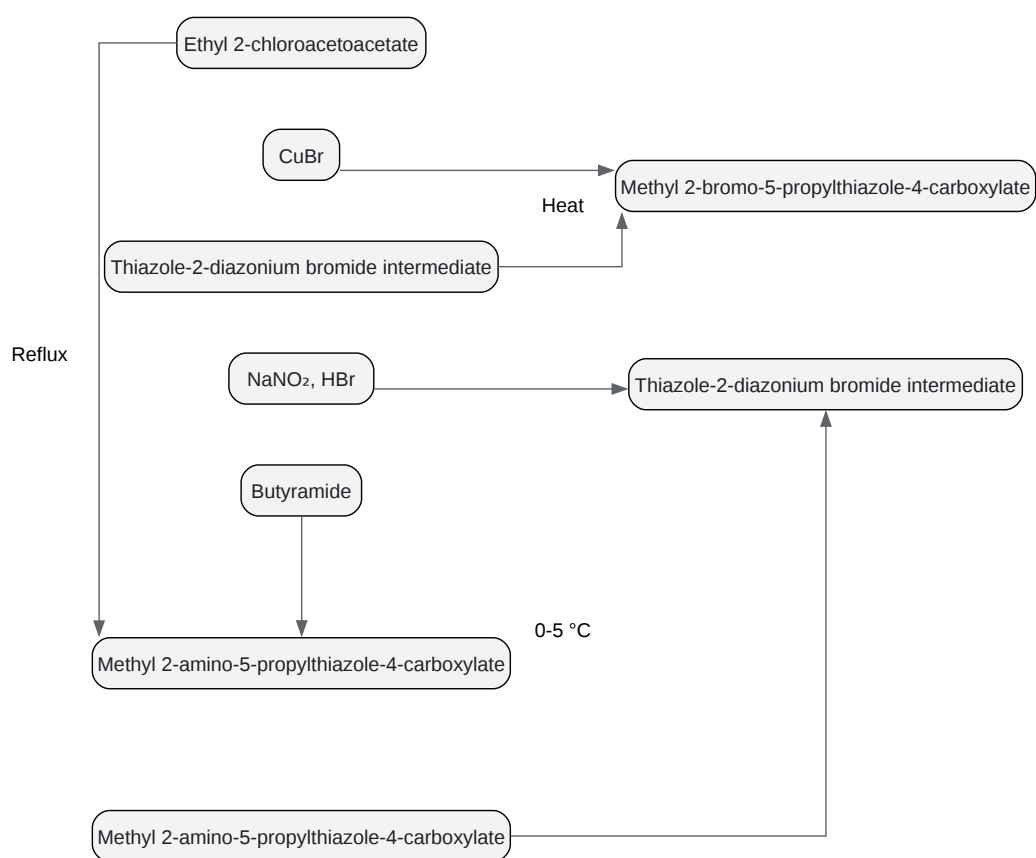 Ethyl 2-chloroacetoacetate
CuBr
Methyl 2-bromo-5-propylthiazole-4-carboxylate
Heat
Thiazole-2-diazonium bromide intermediate
Reflux
NaNO₂, HBr
Thiazole-2-diazonium bromide intermediate
Butyramide
0-5 °C
Methyl 2-amino-5-propylthiazole-4-carboxylate
Methyl 2-amino-5-propylthiazole-4-carboxylate